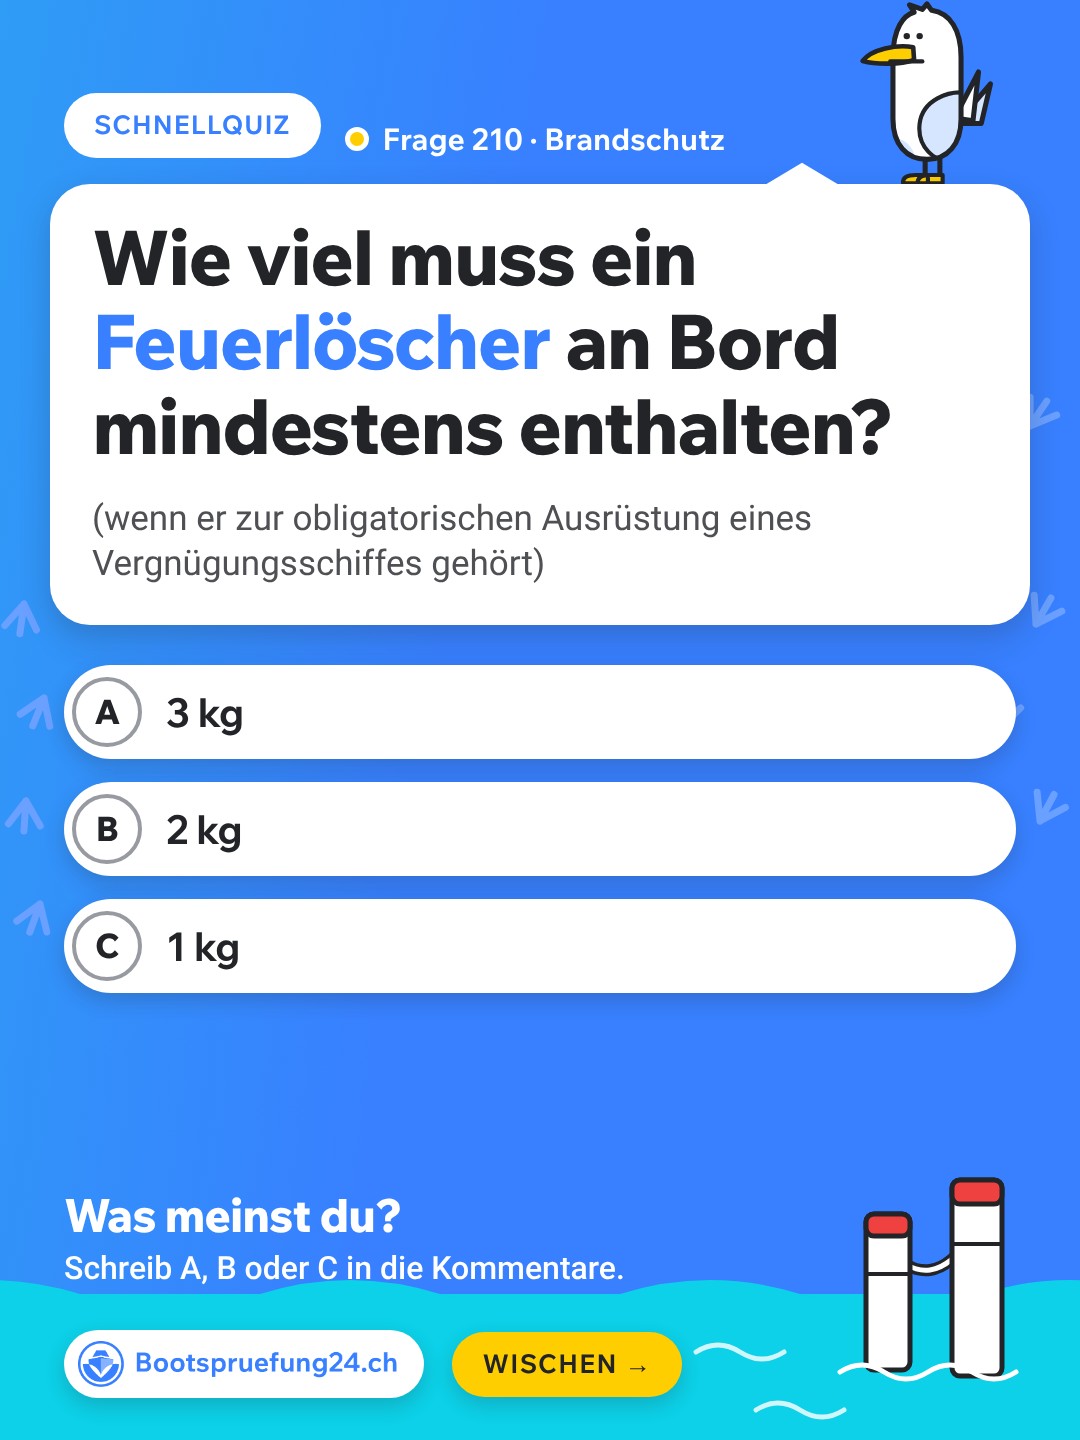 SCHNELLQUIZ
Frage 210 · Brandschutz
Wie viel muss ein
Feuerlöscher an Bord
mindestens enthalten?
(wenn er zur obligatorischen Ausrüstung eines
Vergnügungsschiffes gehört)
A 3 kg
B 2 kg
C 1 kg
Was meinst du?
Schreib A, B oder C in die Kommentare.
Bootspruefung24.ch
WISCHEN →